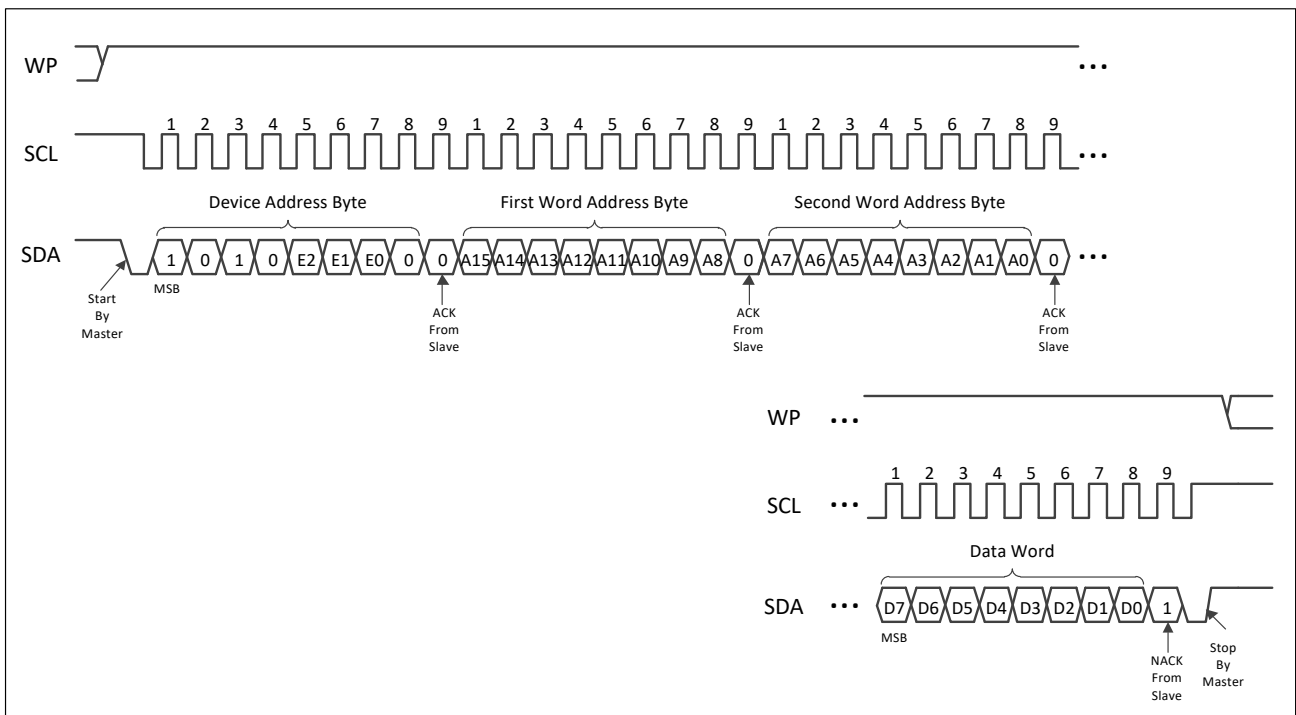 WP
...
1 2 3 4 5 6 7 8 9 1 2 3 4 5 6 7 8 9 1 2 3 4 5 6 7 8 9
SCL
...
Device Address Byte First Word Address Byte Second Word Address Byte
SDA
1 0 1 0 E2 E1 E0 0 0 A15 A14 A13 A12 A11 A10 A9 A8 0 A7 A6 A5 A4 A3 A2 A1 A0 0 ...
MSB
Start
By
Master
ACK
From
Slave
ACK
From
Slave
ACK
From
Slave
WP ...
1 2 3 4 5 6 7 8 9
SCL ...
Data Word
SDA ... D7 D6 D5 D4 D3 D2 D1 D0 1
MSB
NACK
From
Slave
Stop
By
Master